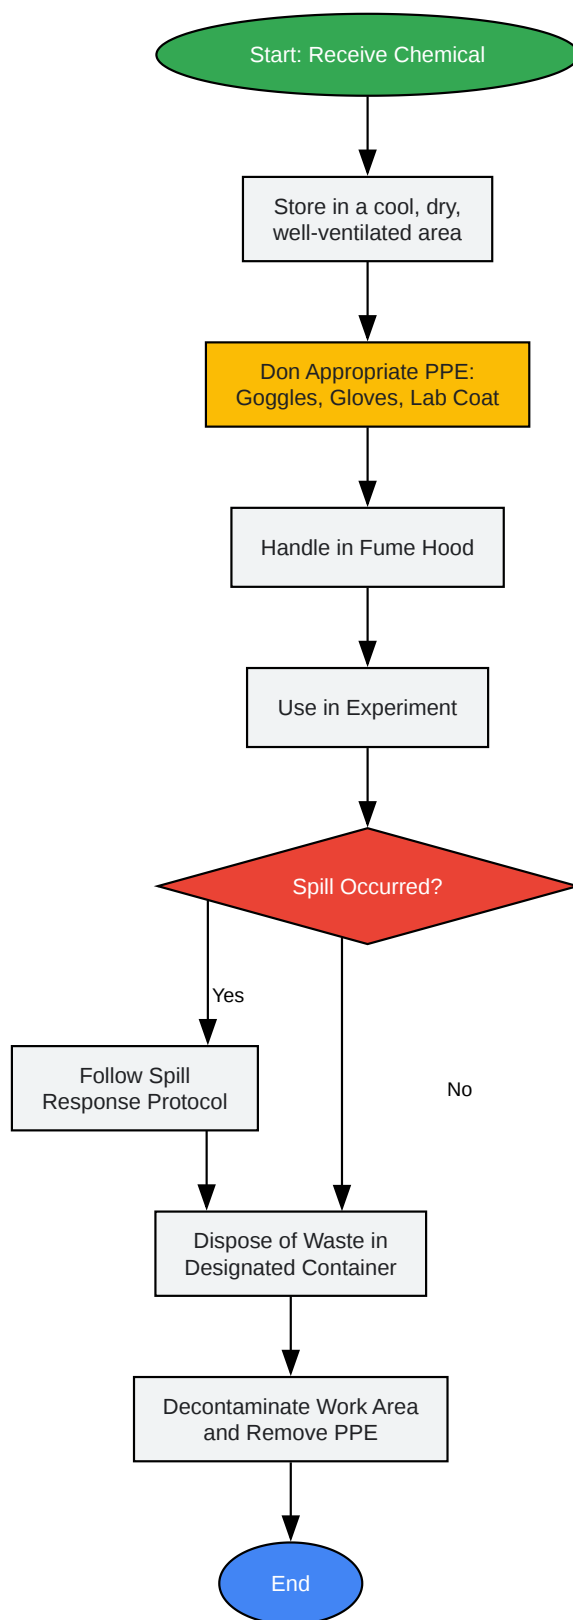 Start: Receive Chemical
Store in a cool, dry,
well-ventilated area
Don Appropriate PPE:
Goggles, Gloves, Lab Coat
Handle in Fume Hood
Use in Experiment
Spill Occurred?
Yes
Follow Spill
Response Protocol
No
Dispose of Waste in
Designated Container
Decontaminate Work Area
and Remove PPE
End